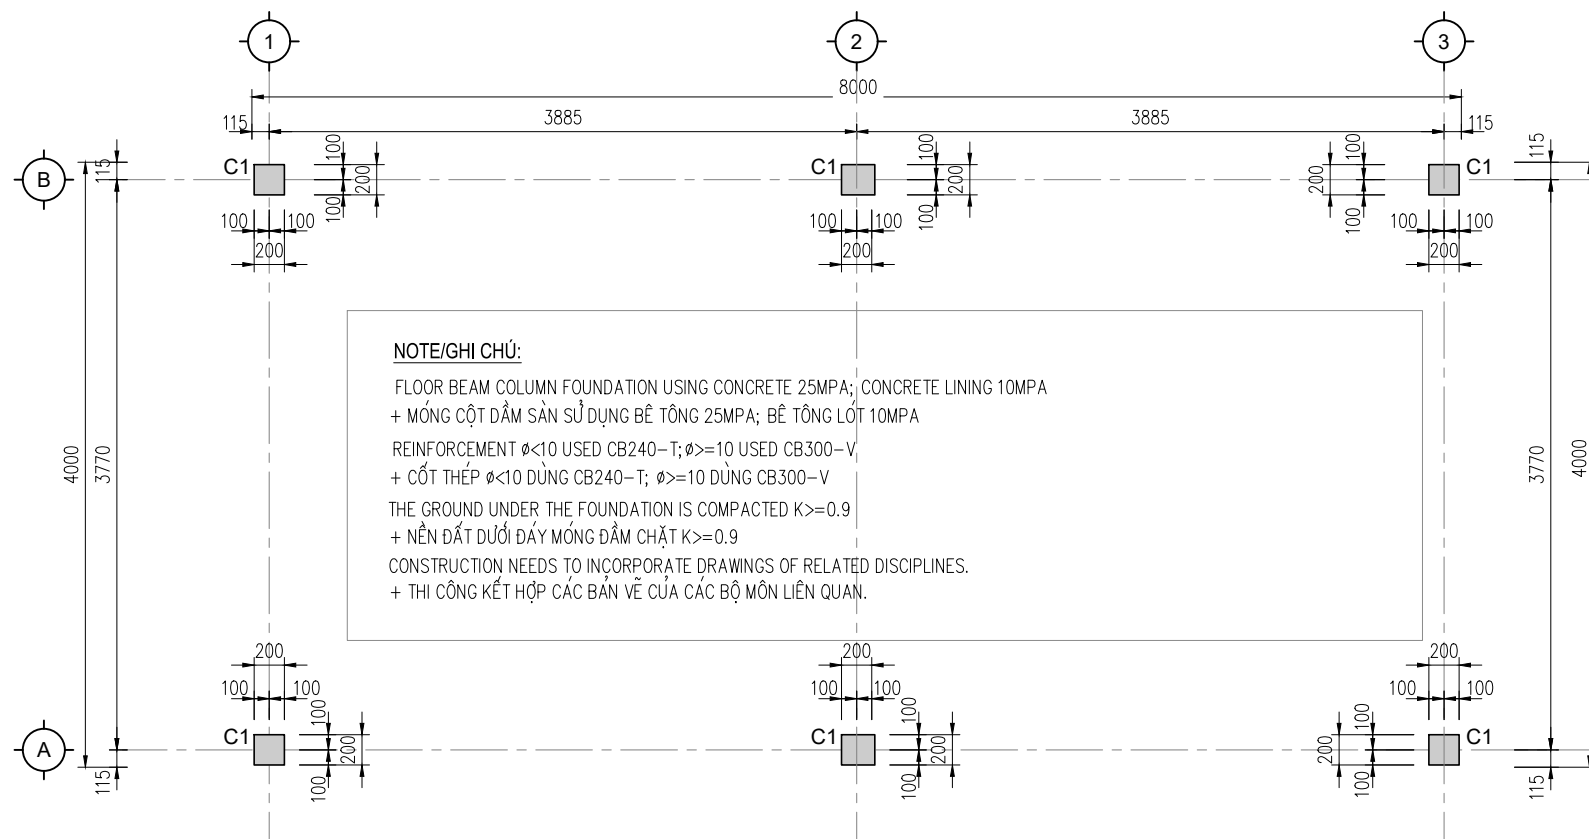 1 2 3
8000
115 3885 3885 115
B 115 C1 100 200 100 C1 100 200 100 200 100 100 C1 115
100 100 100 100 100 100
200 200 200
NOTE/GHI CHÚ:
FLOOR BEAM COLUMN FOUNDATION USING CONCRETE 25MPA; CONCRETE LINING 10MPA
+ MÓNG CỘT DẦM SÀN SỬ DỤNG BÊ TÔNG 25MPA; BÊ TÔNG LÓT 10MPA
REINFORCEMENT ø<10 USED CB240-T; ø>=10 USED CB300-V
+ CỐT THÉP ø<10 DÙNG CB240-T; ø>=10 DÙNG CB300-V
THE GROUND UNDER THE FOUNDATION IS COMPACTED K>=0.9
+ NỀN ĐẤT DƯỚI ĐÁY MÓNG ĐẦM CHẶT K>=0.9
CONSTRUCTION NEEDS TO INCORPORATE DRAWINGS OF RELATED DISCIPLINES.
+ THI CÔNG KẾT HỢP CÁC BẢN VẼ CỦA CÁC BỘ MÔN LIÊN QUAN.
4000 3770 3770 4000
200 200 200
100 100 100 100 100 100
A 115 C1 100 200 100 C1 100 200 100 200 100 100 C1 115